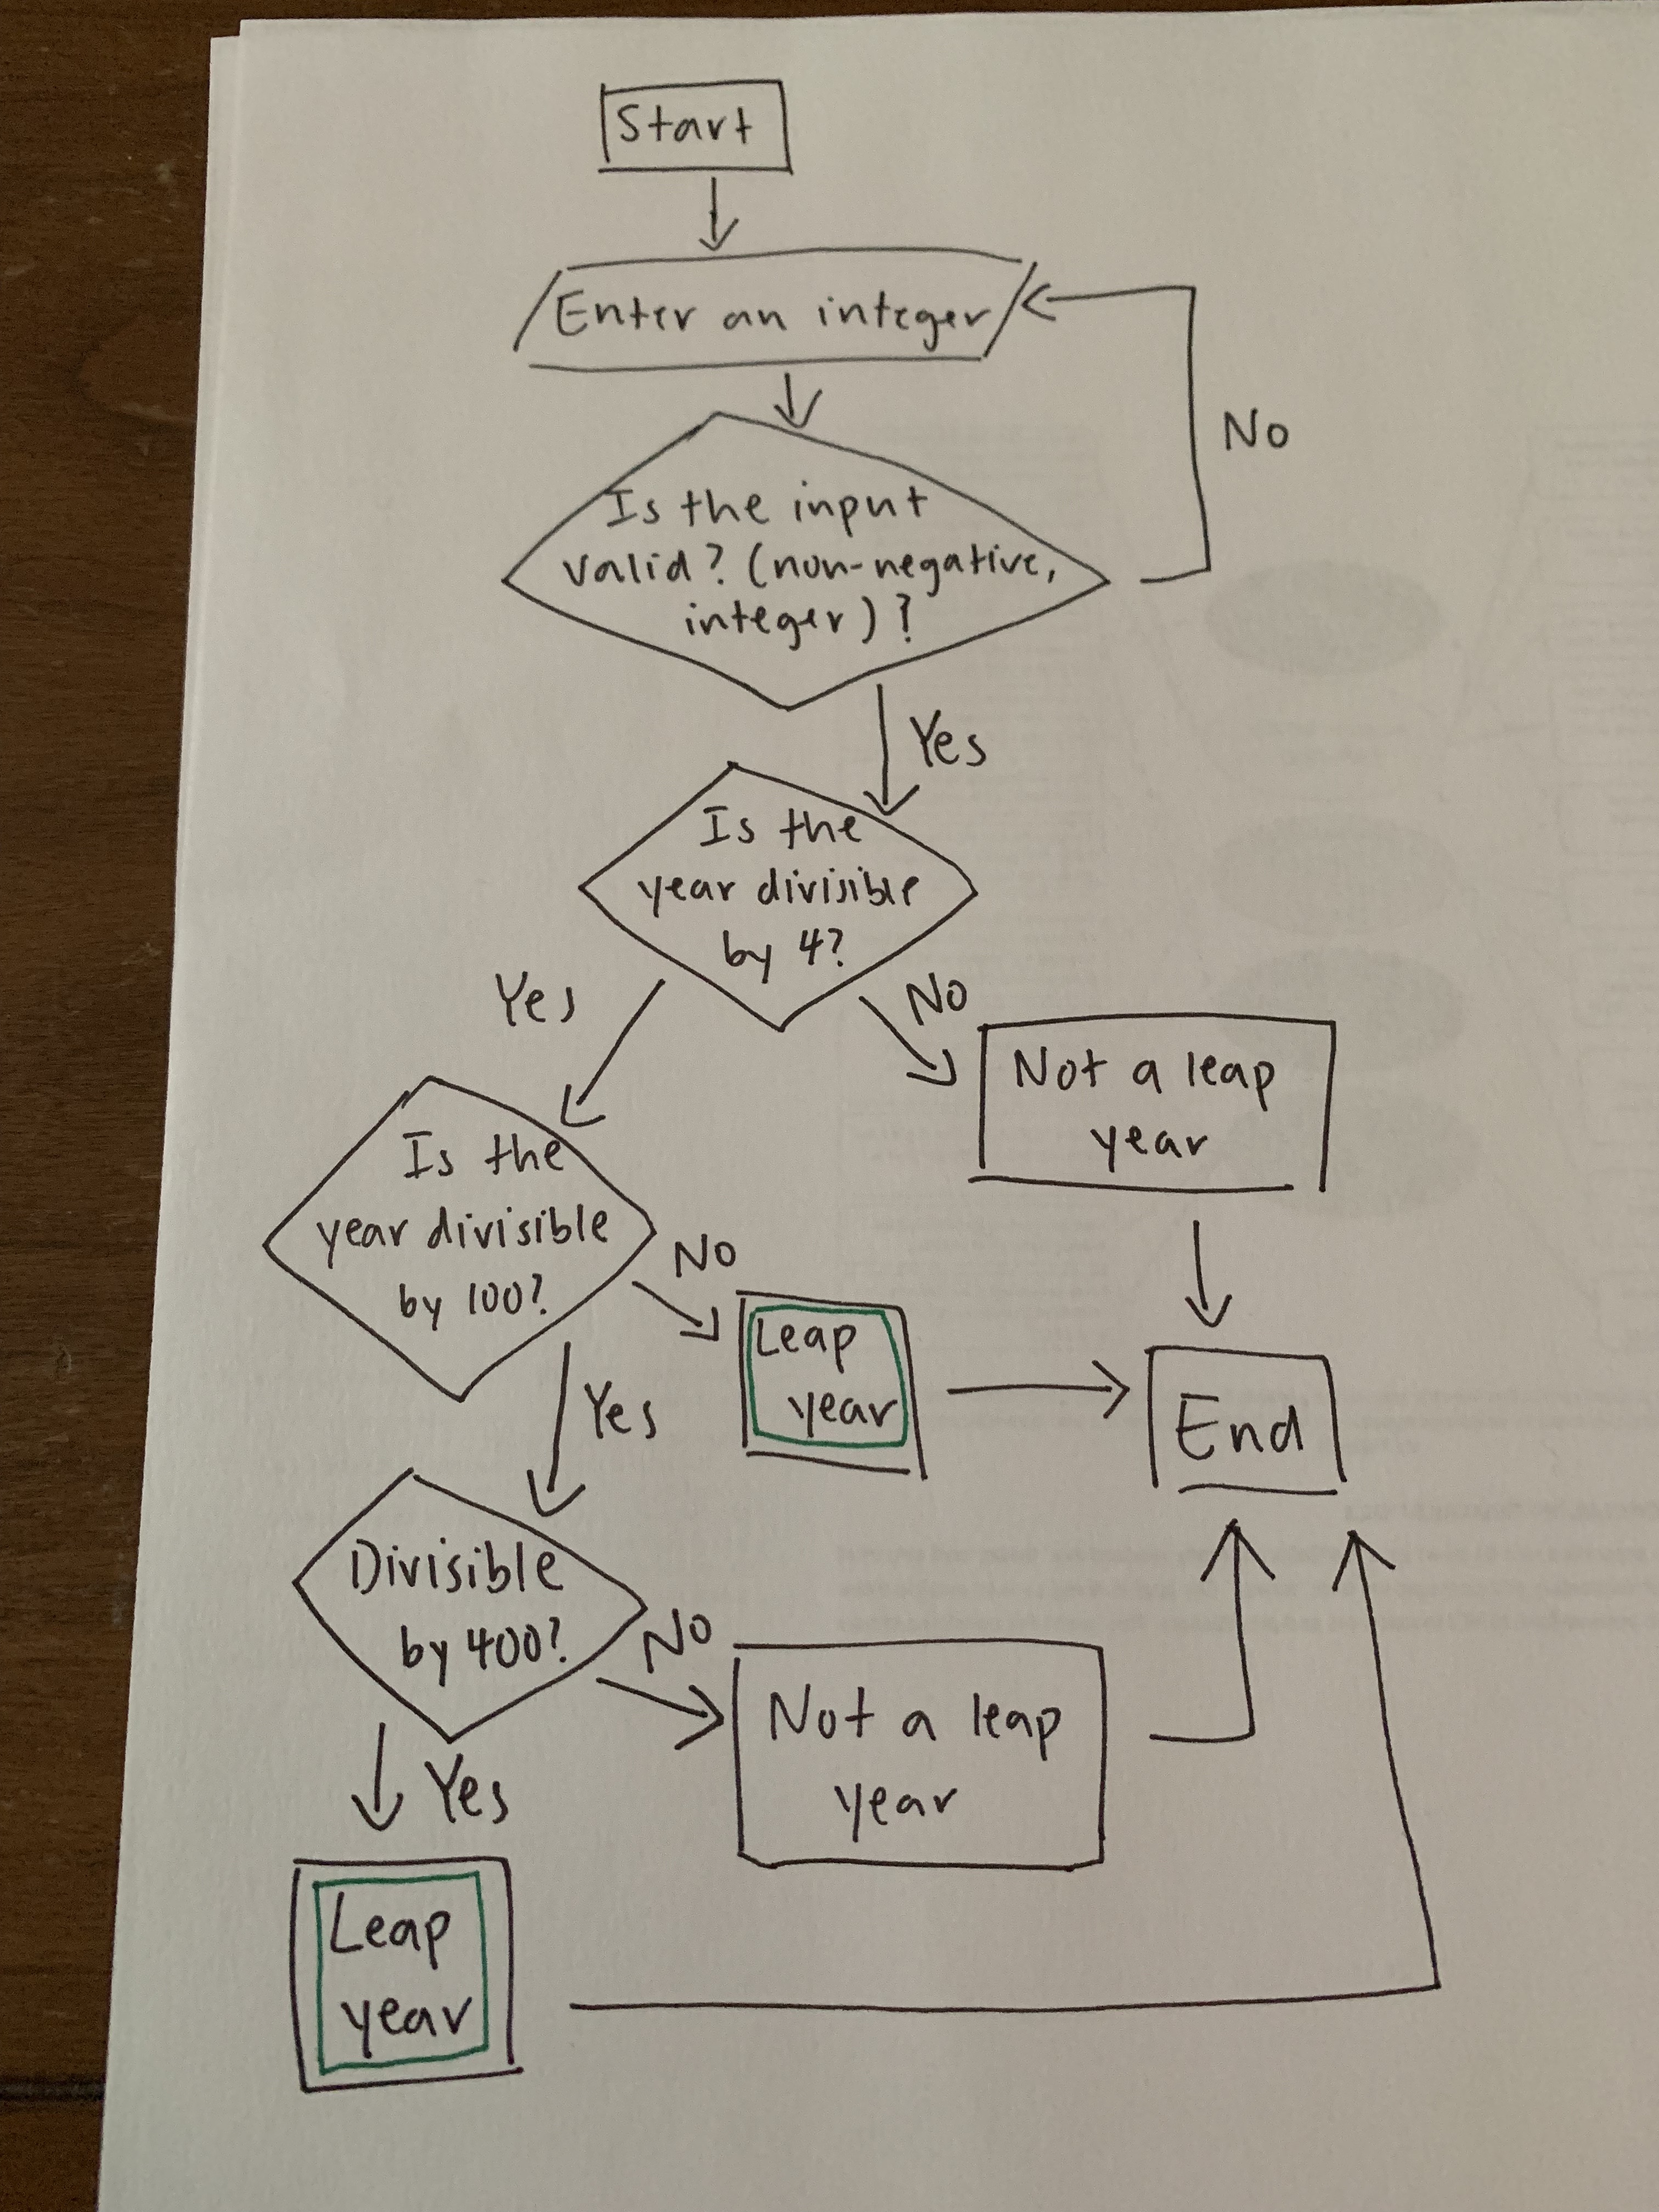 Start
Enter an integer
No
Is the input
valid? (non-negative,
integer)?
Yes
Is the
year divisible
by 4?
Yes
No
Not a leap
year
Is the
year divisible
by 100?
No
Leap
year
Yes
End
Divisible
by 400?
No
Not a leap
year
Yes
Leap
year